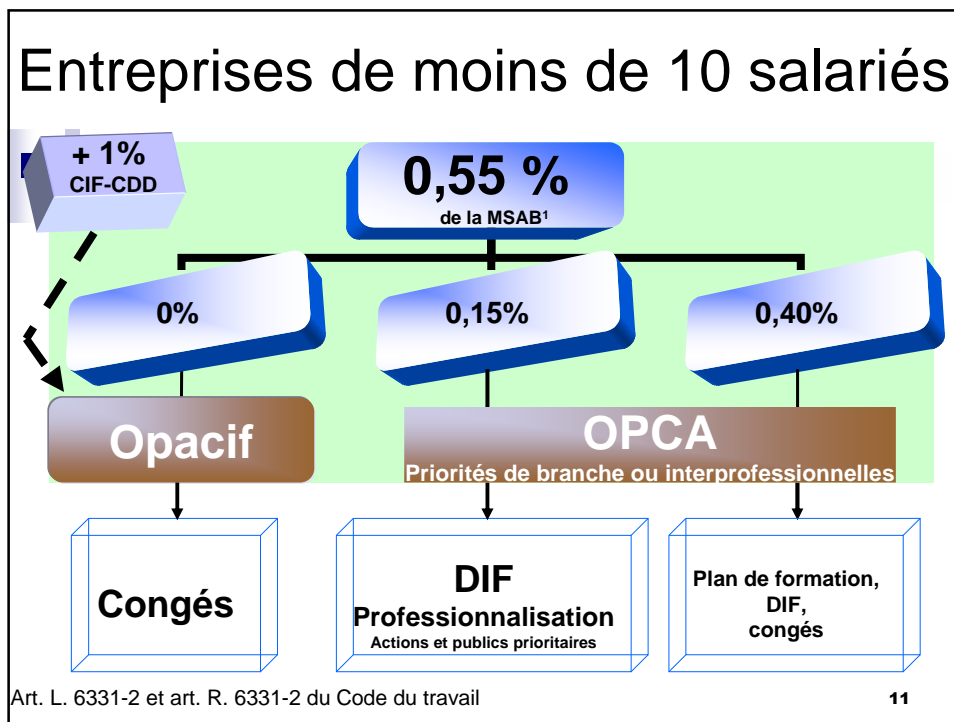 Entreprises de moins de 10 salariés
+ 1%
CIF-CDD
0,55 %
de la MSAB¹
0%
0,15%
0,40%
Opacif
OPCA
Priorités de branche ou interprofessionnelles
Congés
DIF
Professionnalisation
Actions et publics prioritaires
Plan de formation,
DIF,
congés
Art. L. 6331-2 et art. R. 6331-2 du Code du travail
11